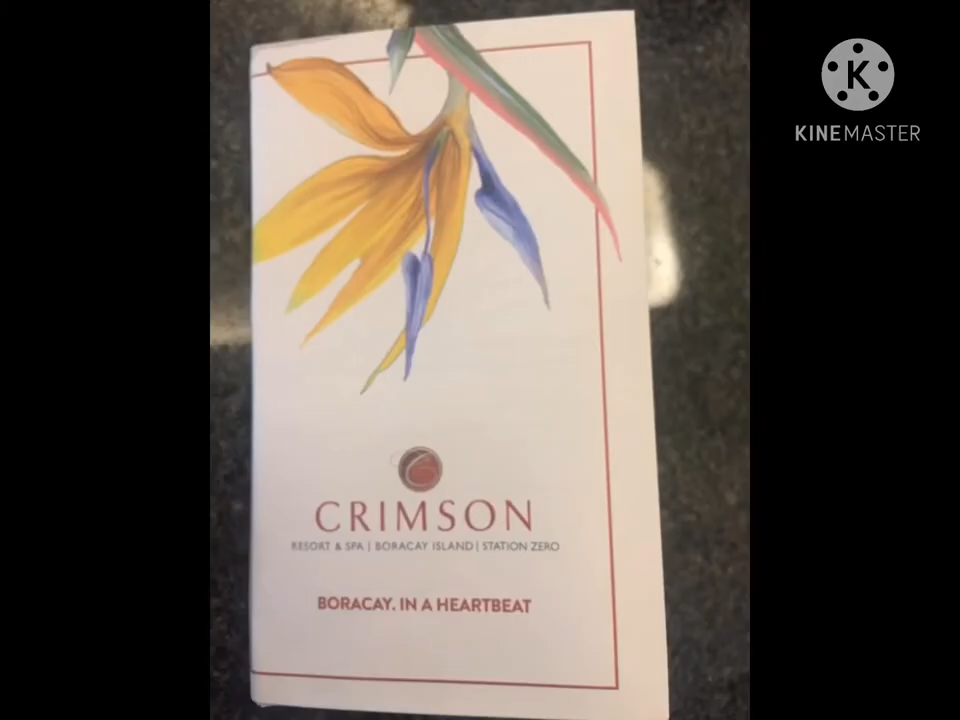 K
KINEMASTER
CRIMSON
RESORT & SPA | BORACAY ISLAND | STATION ZERO
BORACAY. IN A HEARTBEAT